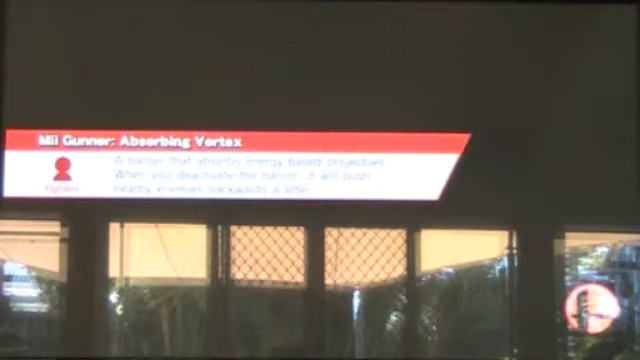 Mii Gunner: Absorbing Vortex
A barrier that absorbs energy-based projectiles.
When you deactivate the barrier, it will push
nearby enemies backwards a little.
Fighters